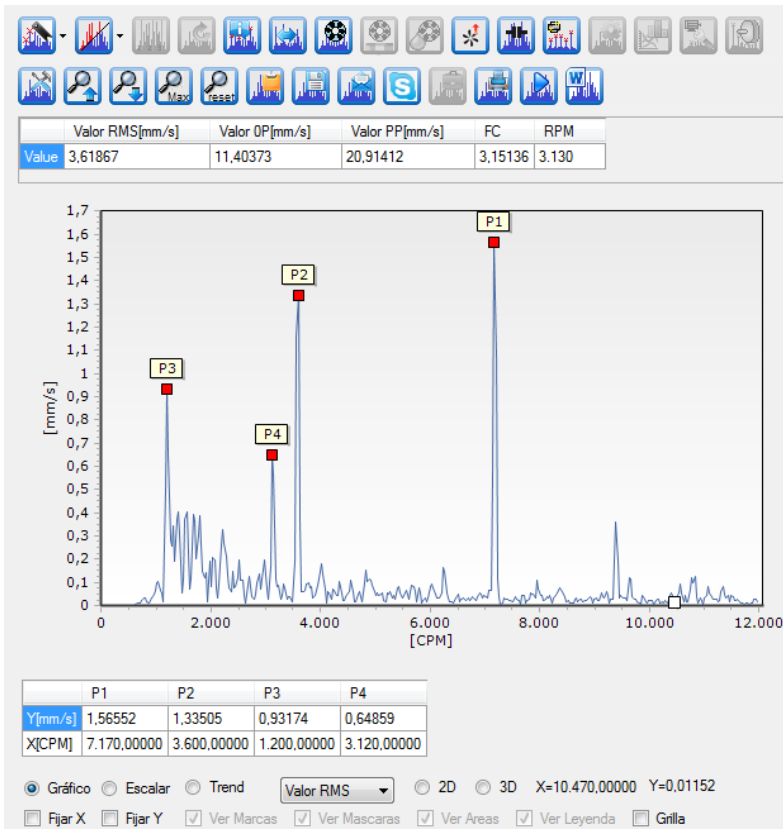 Max
reset
W
Valor RMS[mm/s] Valor 0P[mm/s] Valor PP[mm/s] FC RPM
Value 3,61867 11,40373 20,91412 3,15136 3.130
1,7
1,6
1,5
1,4
1,3
1,2
1,1
1
0,9
0,8
0,7
0,6
0,5
0,4
0,3
0,2
0,1
0
[mm/s]
P1
P2
P3
P4
0 2.000 4.000 6.000 8.000 10.000 12.000
[CPM]
P1 P2 P3 P4
Y[mm/s] 1,56552 1,33505 0,93174 0,64859
X[CPM] 7.170,00000 3.600,00000 1.200,00000 3.120,00000
Gráfico Escalar Trend Valor RMS 2D 3D X=10.470,00000 Y=0,01152
Fijar X Fijar Y Ver Marcas Ver Mascaras Ver Areas Ver Leyenda Grilla